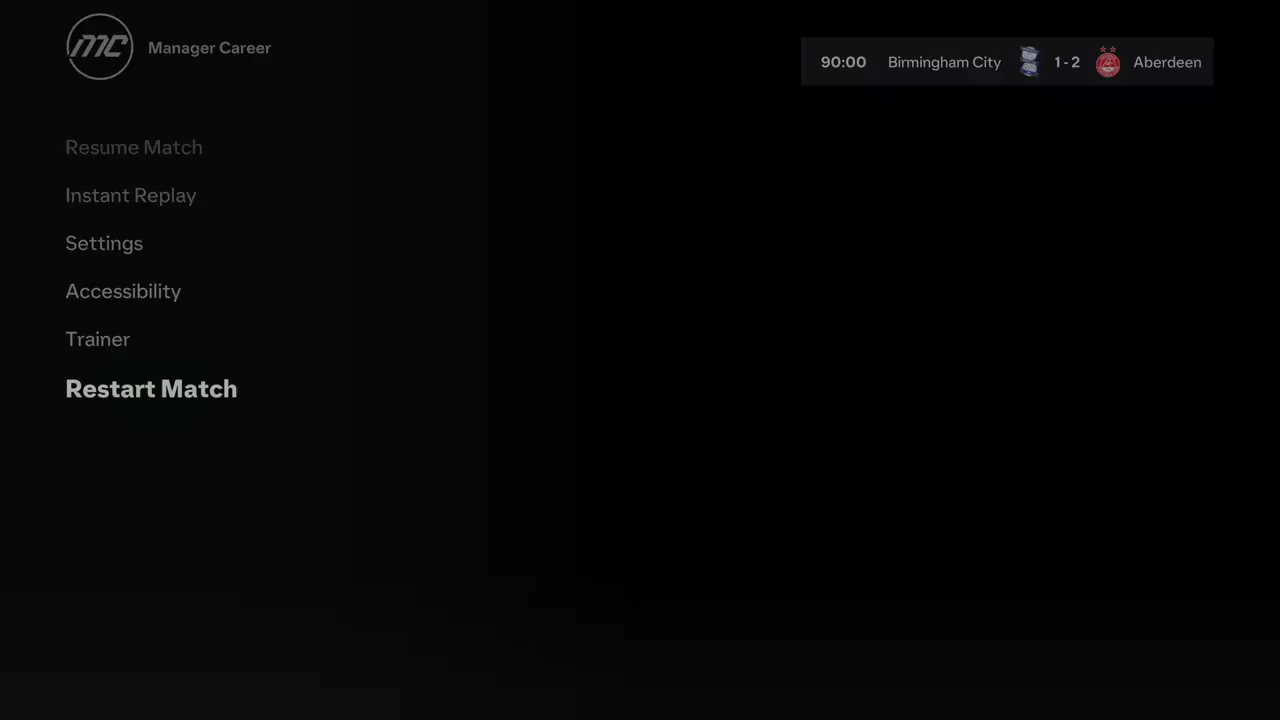 MC Manager Career
90:00 Birmingham City 1 - 2 Aberdeen
Resume Match
Instant Replay
Settings
Accessibility
Trainer
Restart Match